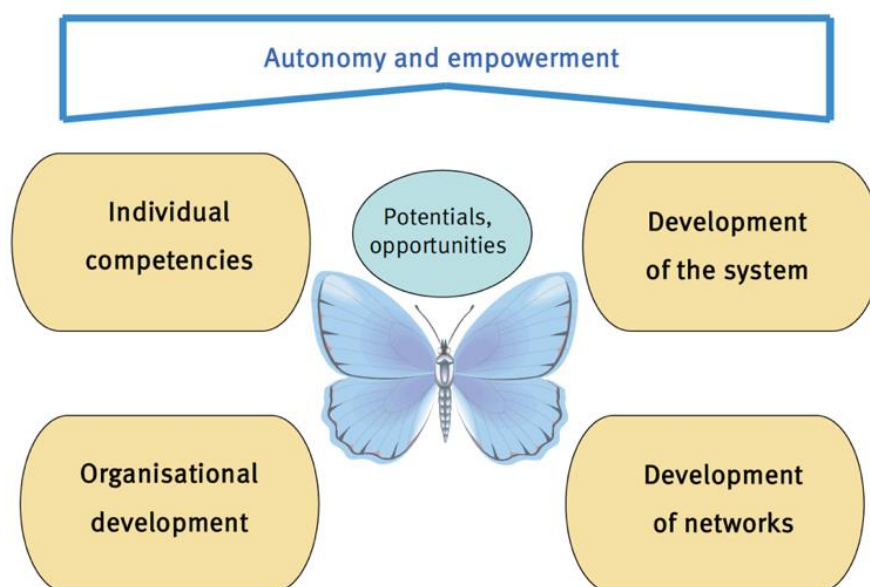 Autonomy and empowerment
Individual
competencies
Potentials,
opportunities
Development
of the system
Organisational
development
Development
of networks